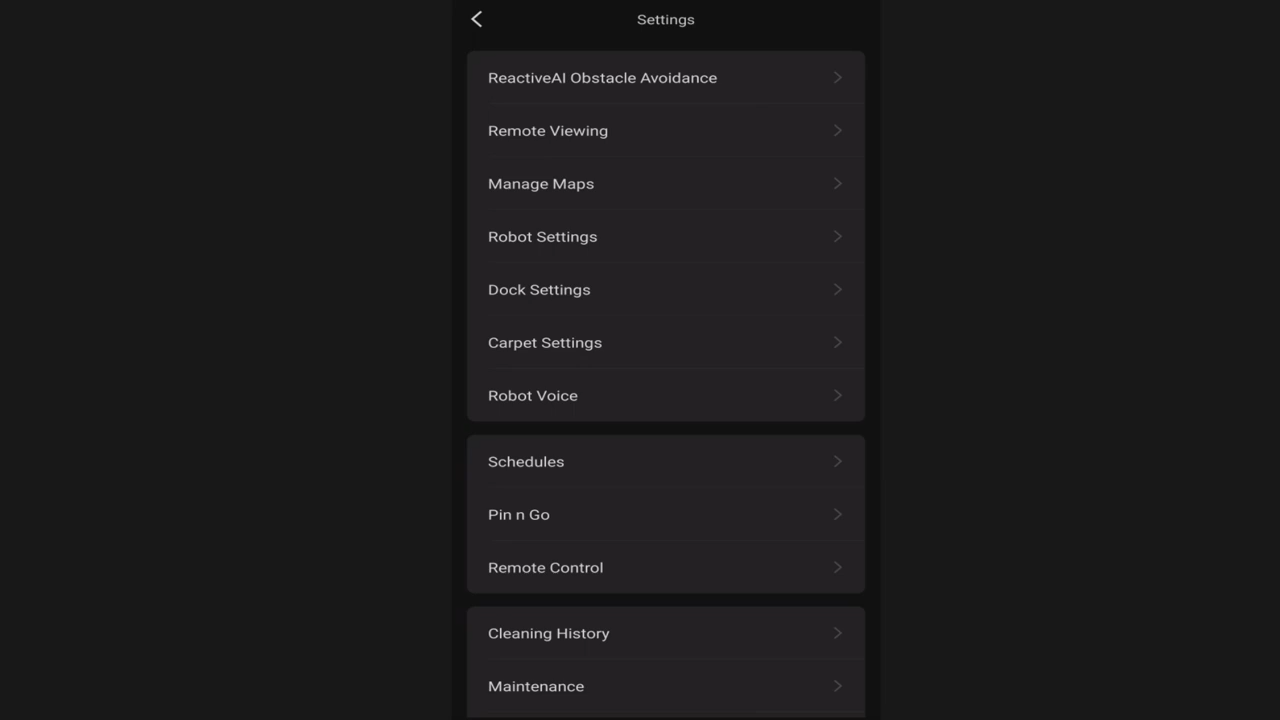 Settings
ReactiveAI Obstacle Avoidance
Remote Viewing
Manage Maps
Robot Settings
Dock Settings
Carpet Settings
Robot Voice
Schedules
Pin n Go
Remote Control
Cleaning History
Maintenance